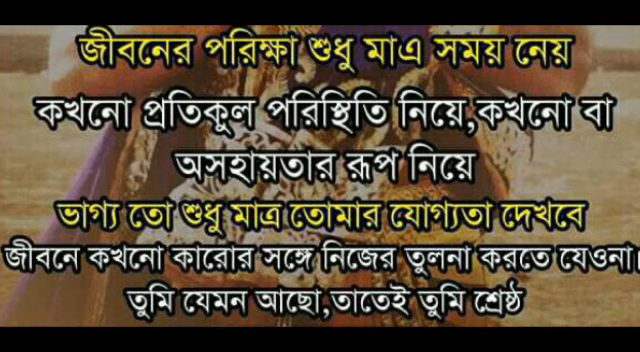 জীবনের পরিক্ষা শুধু মাএ সময় নেয়
কখনো প্রতিকুল পরিস্থিতি নিয়ে,কখনো বা
অসহায়তার রূপ নিয়ে
ভাগ্য তো শুধু মাত্র তোমার যোগ্যতা দেখবে
জীবনে কখনো কারোর সঙ্গে নিজের তুলনা করতে যেওনা।
তুমি যেমন আছো,তাতেই তুমি শ্রেষ্ঠ